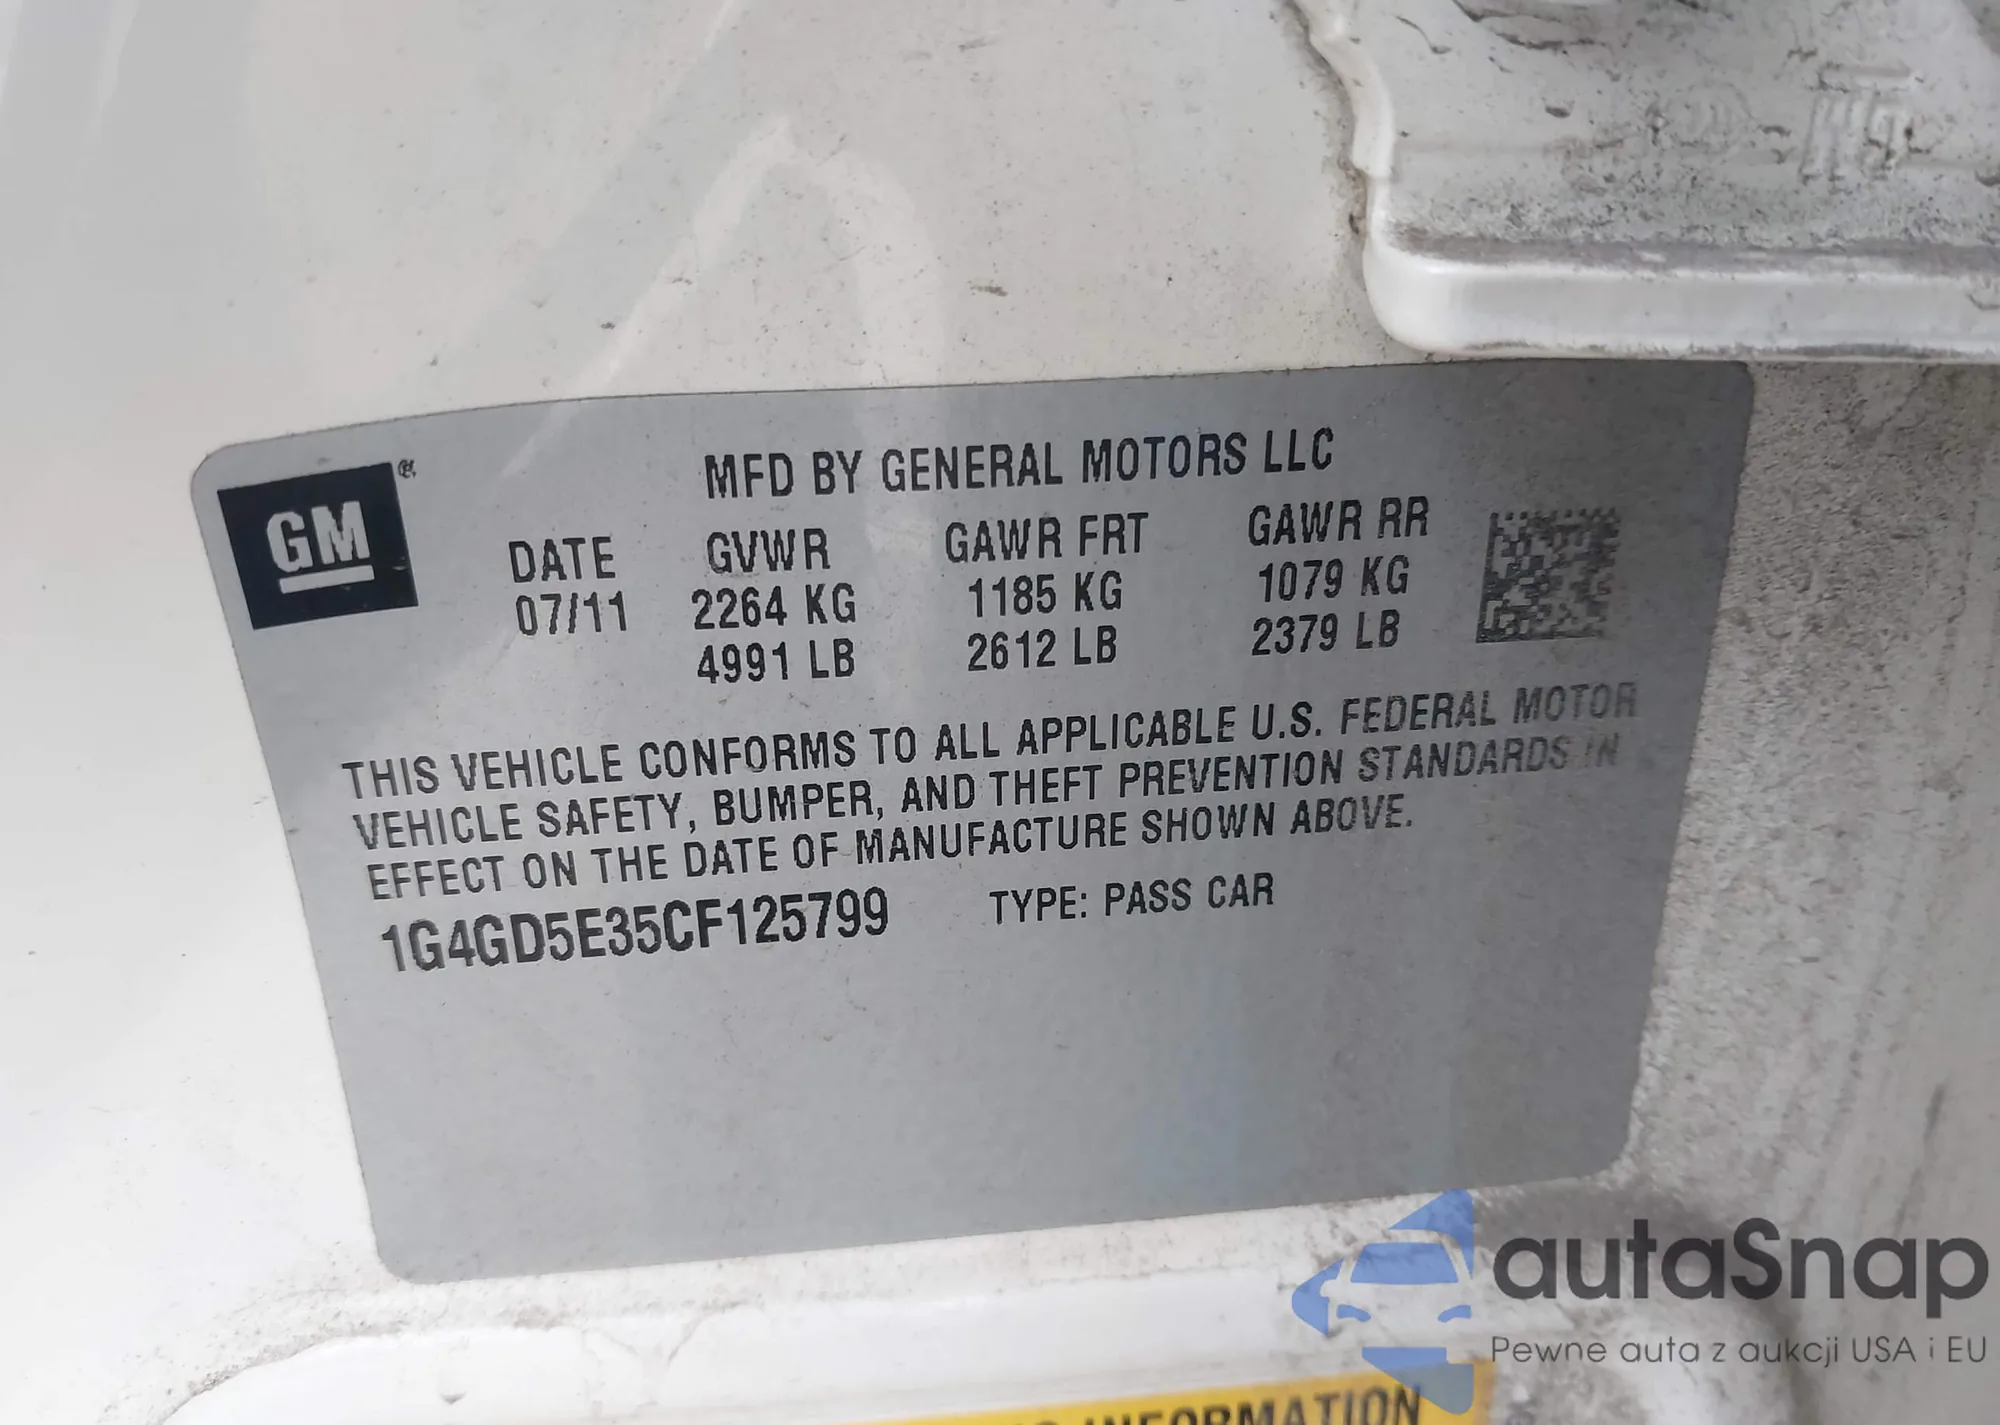 GM®
MFD BY GENERAL MOTORS LLC
DATE GVWR GAWR FRT GAWR RR
07/11 2264 KG 1185 KG 1079 KG
4991 LB 2612 LB 2379 LB
THIS VEHICLE CONFORMS TO ALL APPLICABLE U.S. FEDERAL MOTOR
VEHICLE SAFETY, BUMPER, AND THEFT PREVENTION STANDARDS IN
EFFECT ON THE DATE OF MANUFACTURE SHOWN ABOVE.
1G4GD5E35CF125799 TYPE: PASS CAR
autaSnap
Pewne auta z aukcji USA i EU
INFORMATION